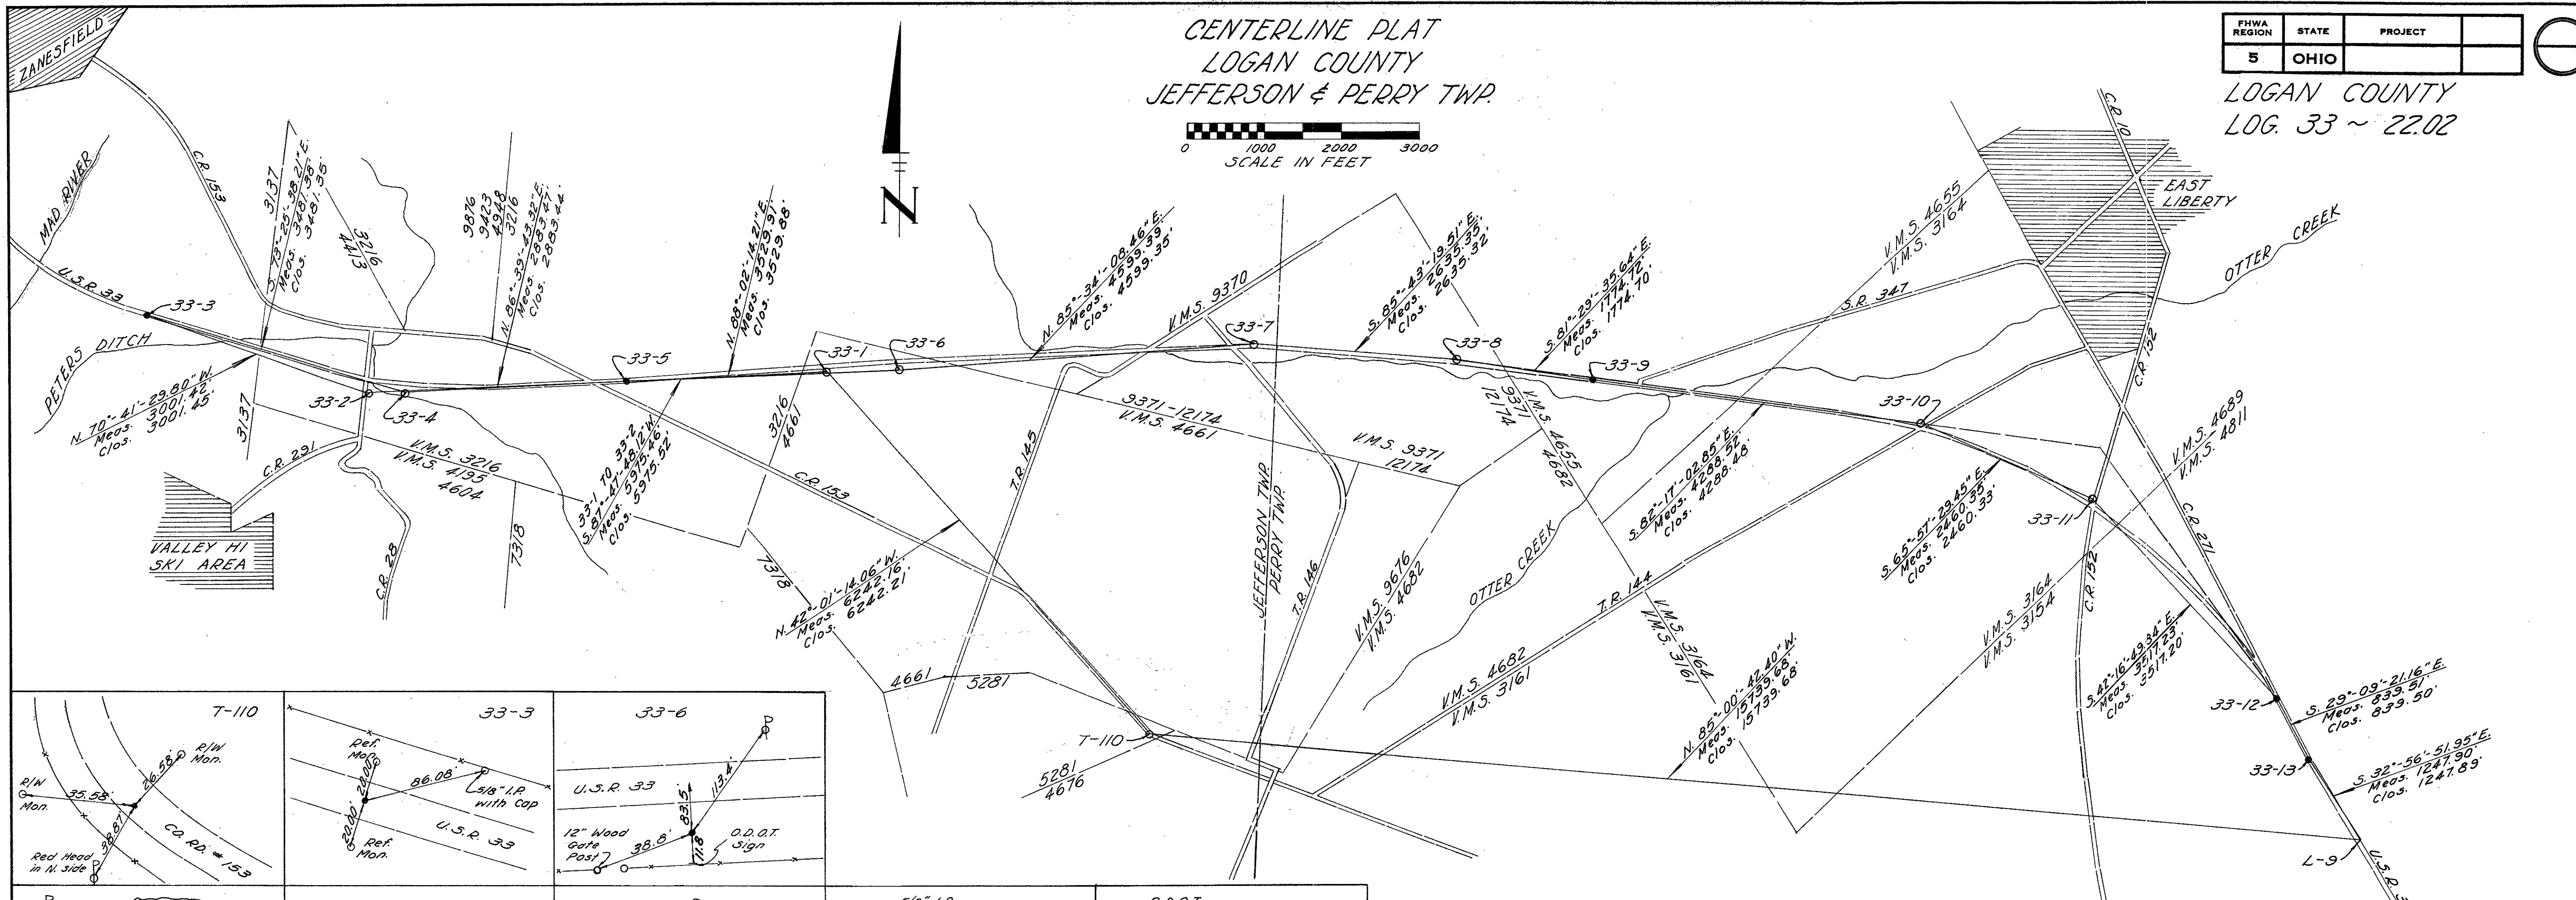 CENTERLINE PLAT
LOGAN COUNTY
JEFFERSON & PERRY TWP.
0 1000 2000 3000
SCALE IN FEET
N
FHWA REGION STATE PROJECT
5 OHIO
LOGAN COUNTY
LOG. 33 ~ 22.02
ZANESFIELD
MAD RIVER
C.R. 153
U.S.R. 33
33-3
PETERS DITCH
3137
S. 73°-25'-38.21" E.
Meas. 3481.38'
Clos. 3481.35'
3216
4413
9876
9423
4948
3216
N. 86°-39'-43.32" E.
Meas. 2883.47'
Clos. 2883.44'
N. 88°-02'-14.21" E.
Meas. 3529.91'
Clos. 3529.88'
N. 85°-34'-08.46" E.
Meas. 4599.39'
Clos. 4599.35'
V.M.S. 9370
S. 85°-43'-19.51" E.
Meas. 2635.35'
Clos. 2635.32'
S. 81°-29'-35.64" E.
Meas. 1774.72'
Clos. 1774.70'
V.M.S. 4655
V.M.S. 3164
S.R. 347
C.R. 10
EAST
LIBERTY
OTTER CREEK
33-5
33-1
33-6
33-7
33-8
33-9
33-10
33-2
33-4
N. 70°-41'-29.80" W.
Meas. 3001.42'
Clos. 3001.45'
3137
C.R. 291
V.M.S. 3216
V.M.S. 4195
4604
VALLEY HI
SKI AREA
C.R. 28
7318
33-1 TO 33-2
S. 87°-47'-48.12" W.
Meas. 5975.46'
Clos. 5975.52'
3216
4661
C.R. 153
7318
N. 42°-01'-14.06" W.
Meas. 6242.16'
Clos. 6242.21'
T.R. 145
9371-12174
V.M.S. 4661
V.M.S. 9371
12174
JEFFERSON TWP.
PERRY TWP.
T.R. 146
V.M.S. 9676
V.M.S. 4682
9371
12174
V.M.S. 4655
4682
OTTER CREEK
S. 82°-17'-02.85" E.
Meas. 4288.52'
Clos. 4288.48'
T.R. 144
V.M.S. 3164
V.M.S. 3161
S. 65°-57'-29.45" E.
Meas. 2460.35'
Clos. 2460.33'
33-11
C.R. 152
V.M.S. 4689
V.M.S. 4811
C.R. 271
C.R. 152
V.M.S. 3164
V.M.S. 3154
4661
5281
V.M.S. 4682
V.M.S. 3161
N. 85°-00'-42.40" W.
Meas. 15739.68'
Clos. 15739.68'
S. 42°-16'-49.84" E.
Meas. 3517.23'
Clos. 3517.20'
33-12
S. 29°-09'-21.16" E.
Meas. 839.51'
Clos. 839.50'
33-13
S. 32°-56'-51.95" E.
Meas. 1247.90'
Clos. 1247.89'
L-9
T-110
5281
4676
T-110
R/W
Mon.
26.58'
R/W
Mon.
35.58'
38.87'
Red Head
in N. side
CO. RD. # 153
33-3
Ref.
Mon.
20.00'
86.08'
5/8" I.P.
with Cap
20.00'
Ref.
Mon.
U.S.R. 33
33-6
U.S.R. 33
113.4'
83.5'
12" Wood
Gate
Post
38.8'
11.8'
O.D.O.T.
Sign